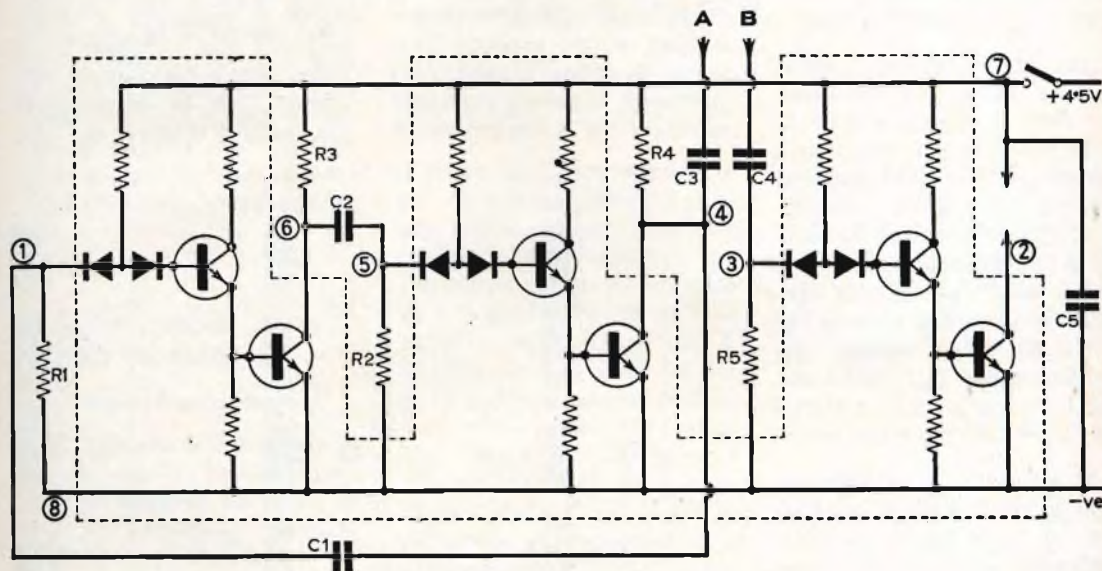 A B
⑦
+4·5V
R3
R4
C3
C4
④
C2
⑥
①
⑤
③
②
C5
R1
R2
R5
⑧
-ve
C1